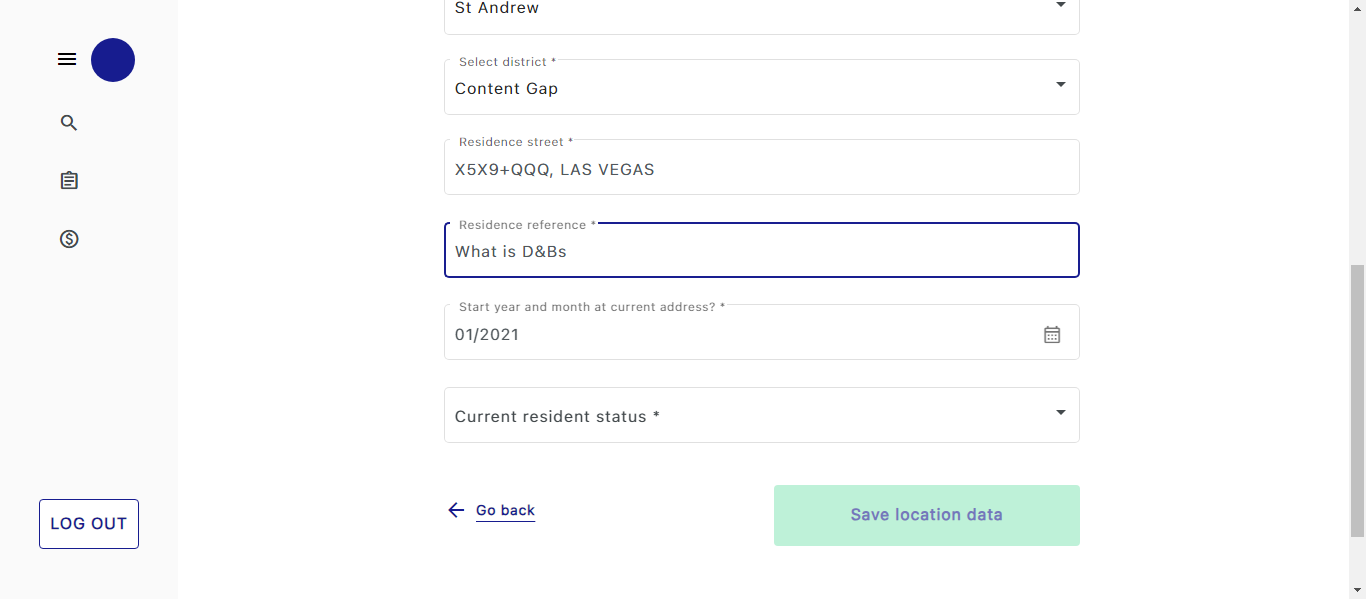 St Andrew
Select district *
Content Gap
Residence street *
X5X9+QQQ, LAS VEGAS
Residence reference *
What is D&Bs
Start year and month at current address? *
01/2021
Current resident status *
Go back
Save location data
LOG OUT